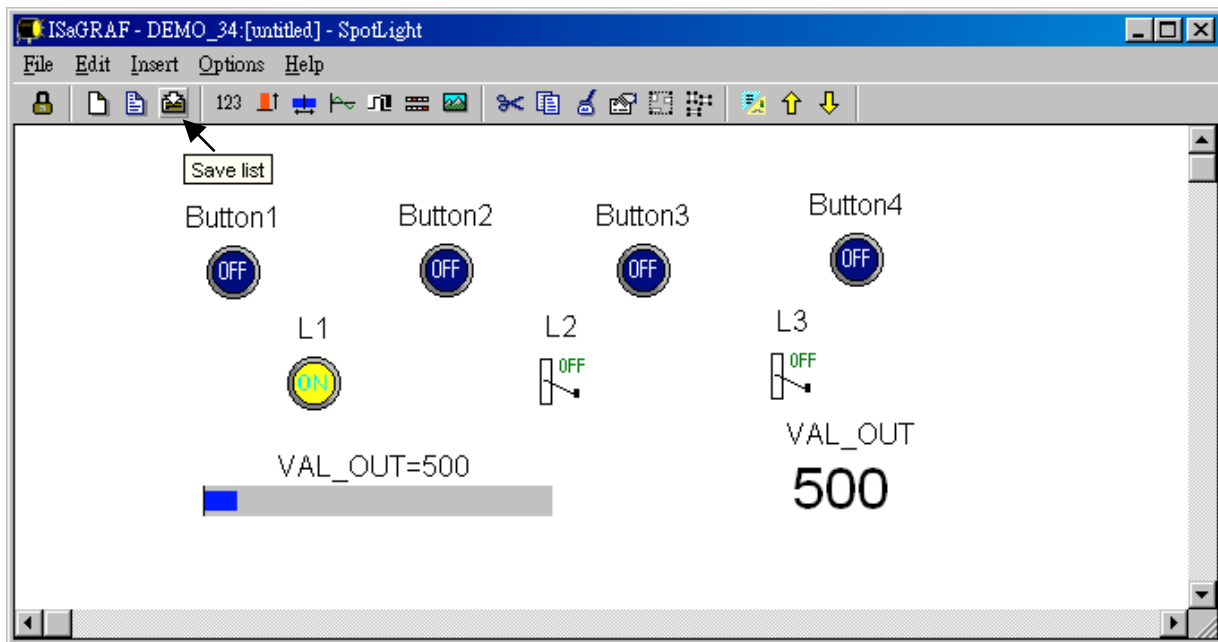 ISaGRAF - DEMO_34:[untitled] - SpotLight
File Edit Insert Options Help
123
Save list
Button1 Button2 Button3 Button4
OFF OFF OFF OFF
L1 L2 L3
ON OFF OFF
VAL_OUT
VAL_OUT=500
500